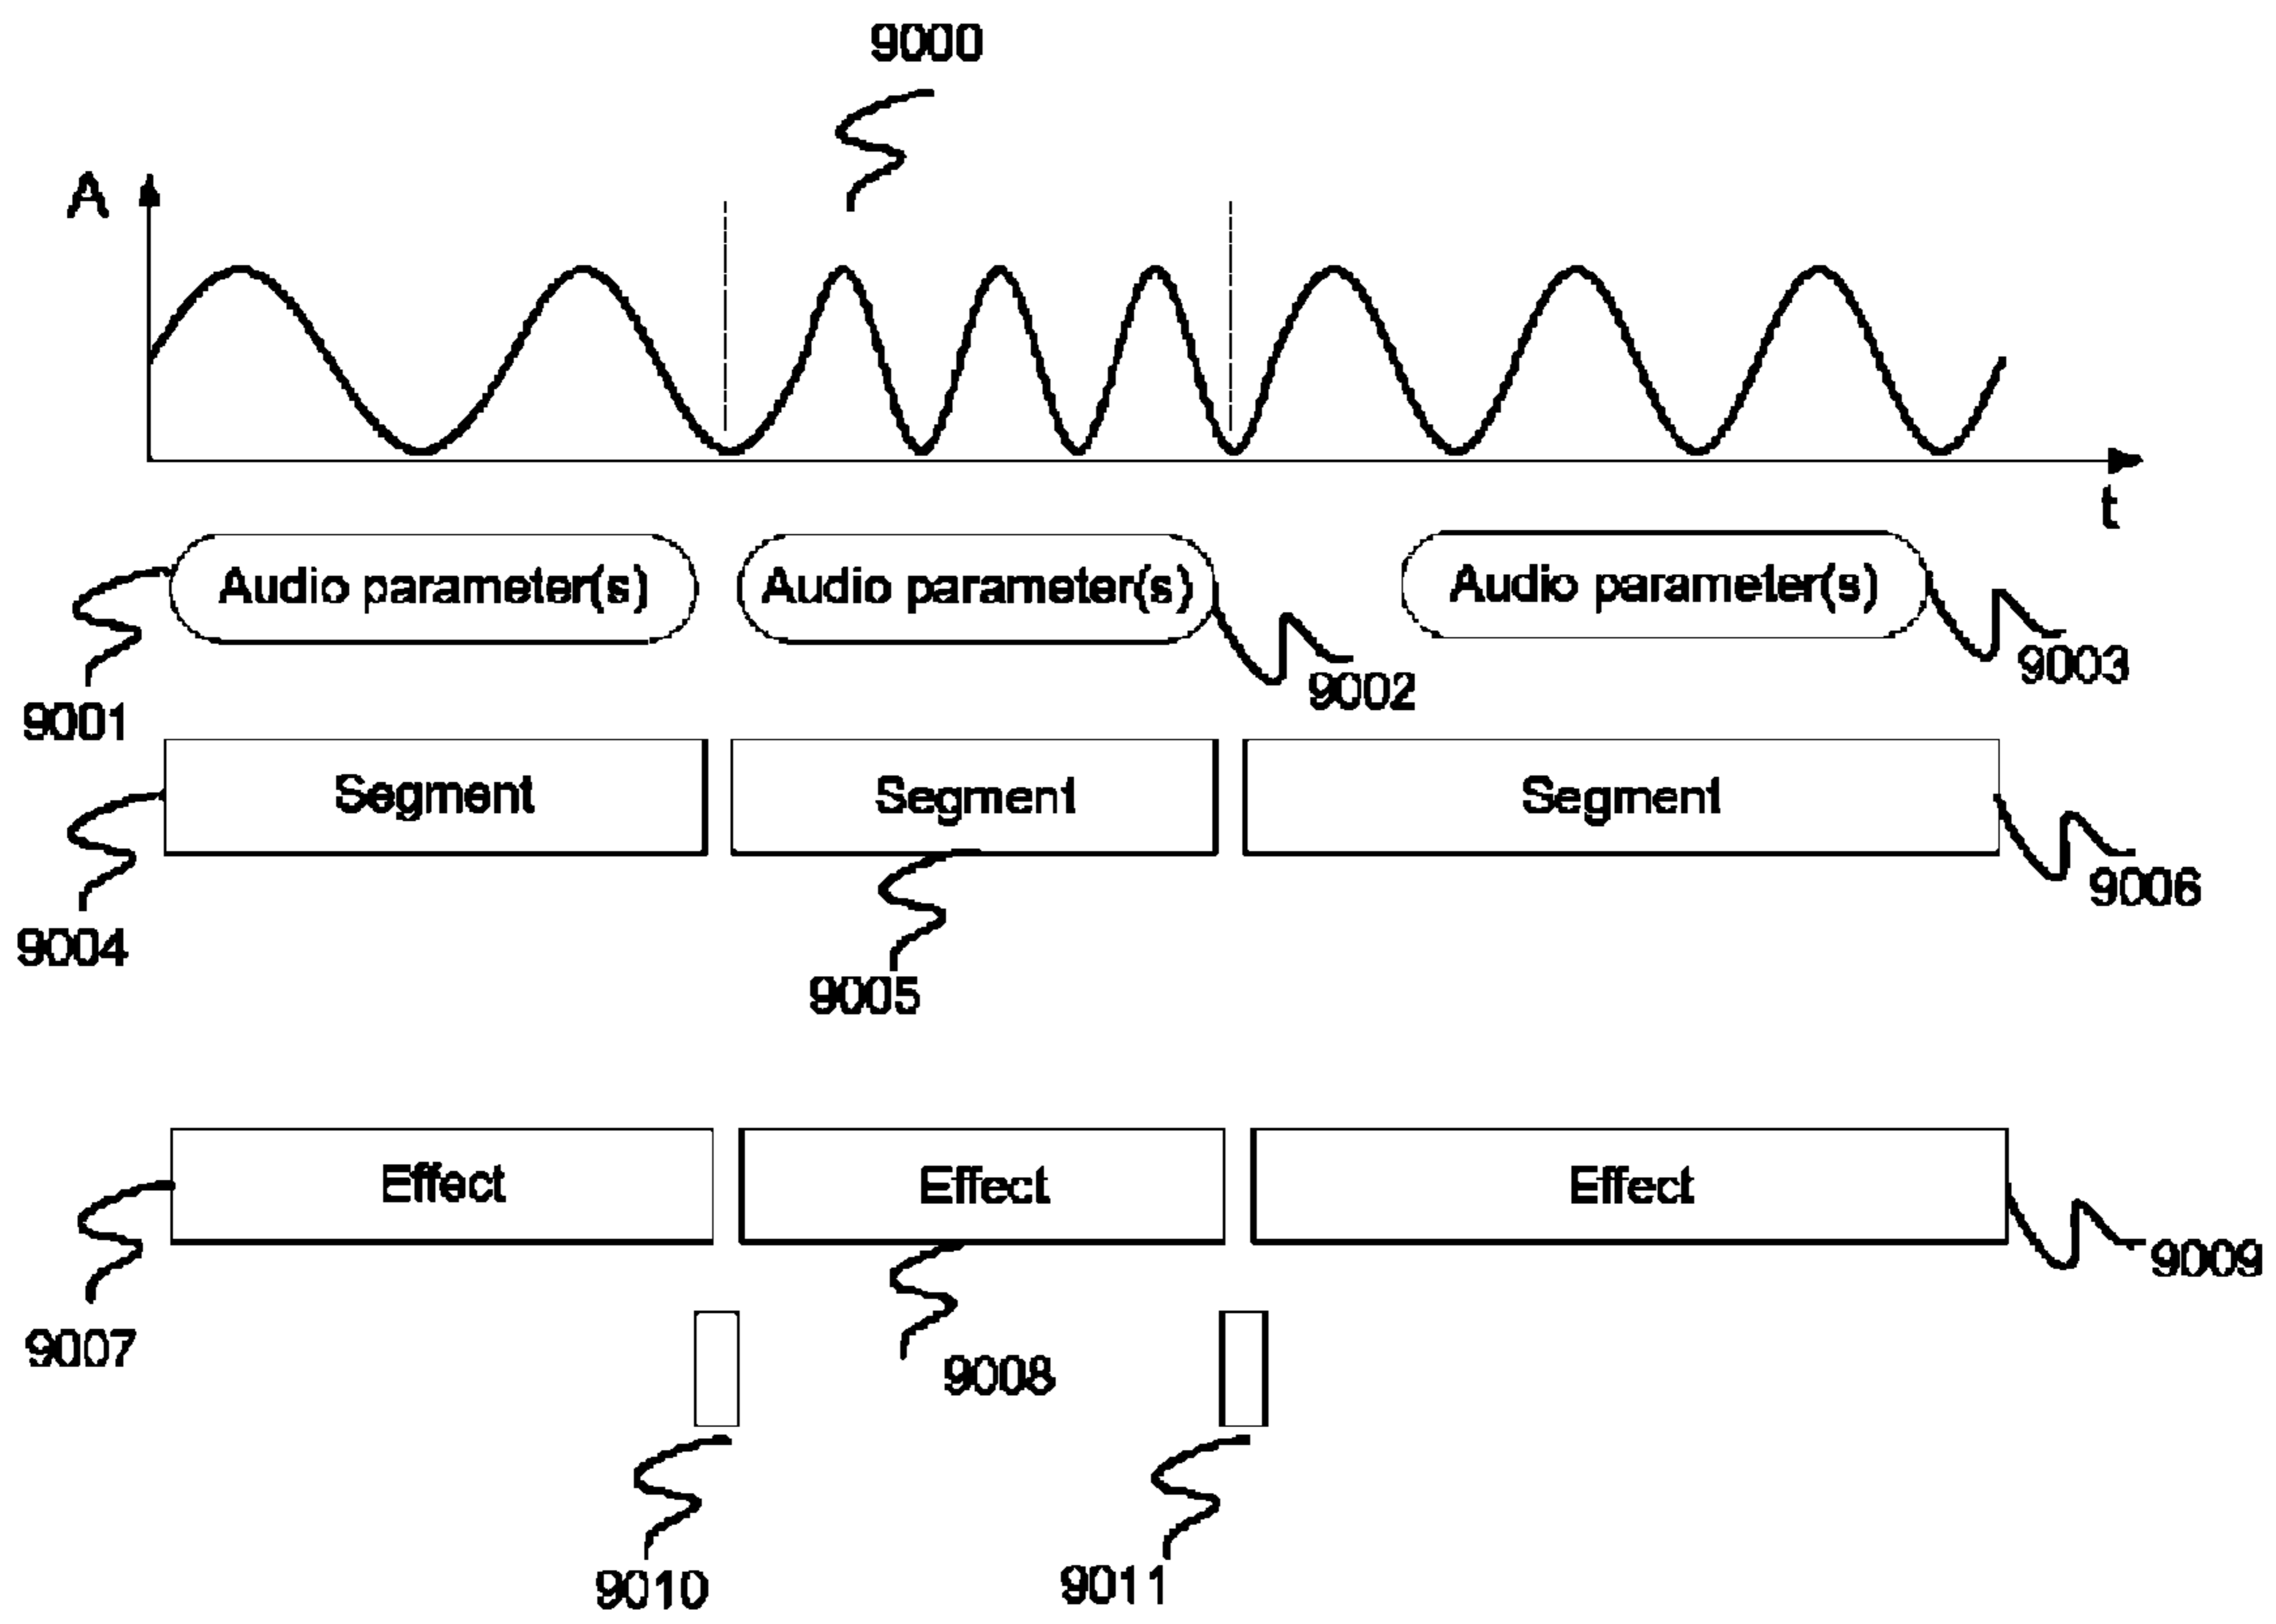 9000
A
t
Audio parameter(s) Audio parameter(s) Audio parameter(s)
9001 9002 9003
Segment Segment Segment
9004 9005 9006
Effect Effect Effect
9007 9008 9009
9010 9011